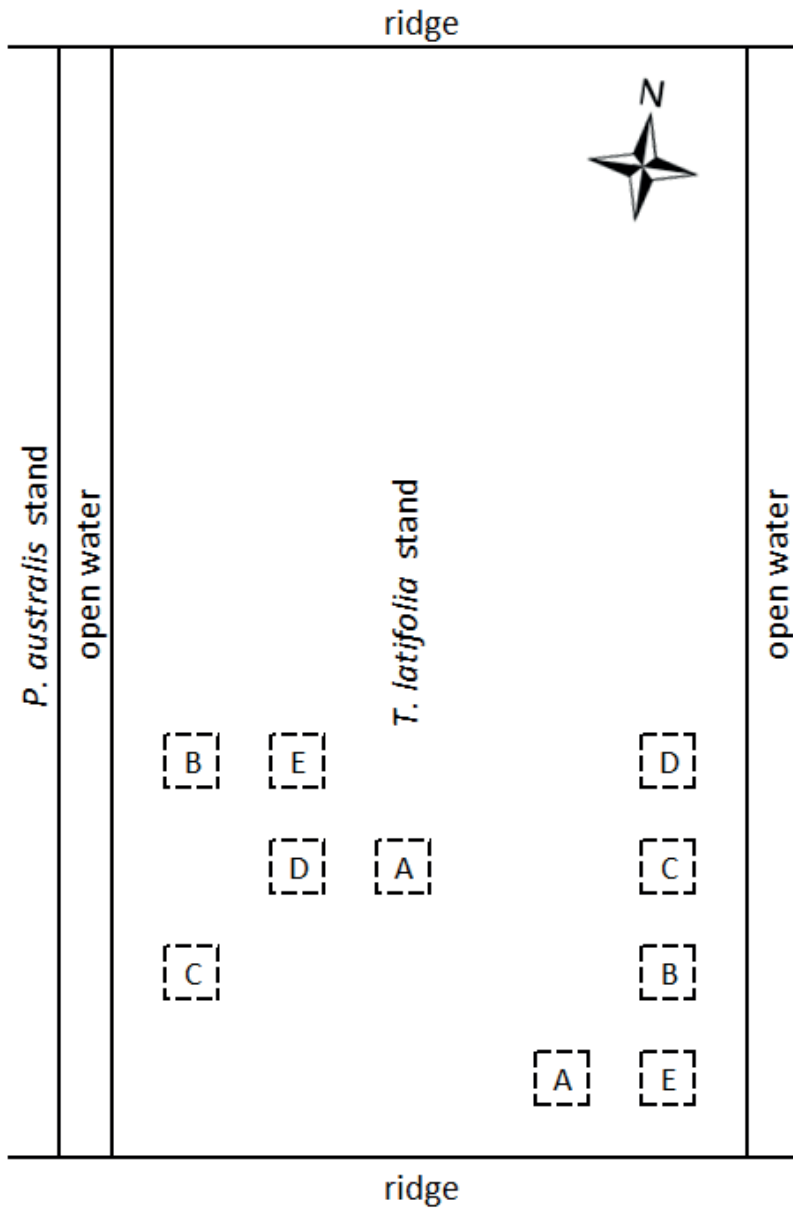 ridge
N
P. australis stand
open water
T. latifolia stand
open water
B E D
D A C
C B
A E
ridge